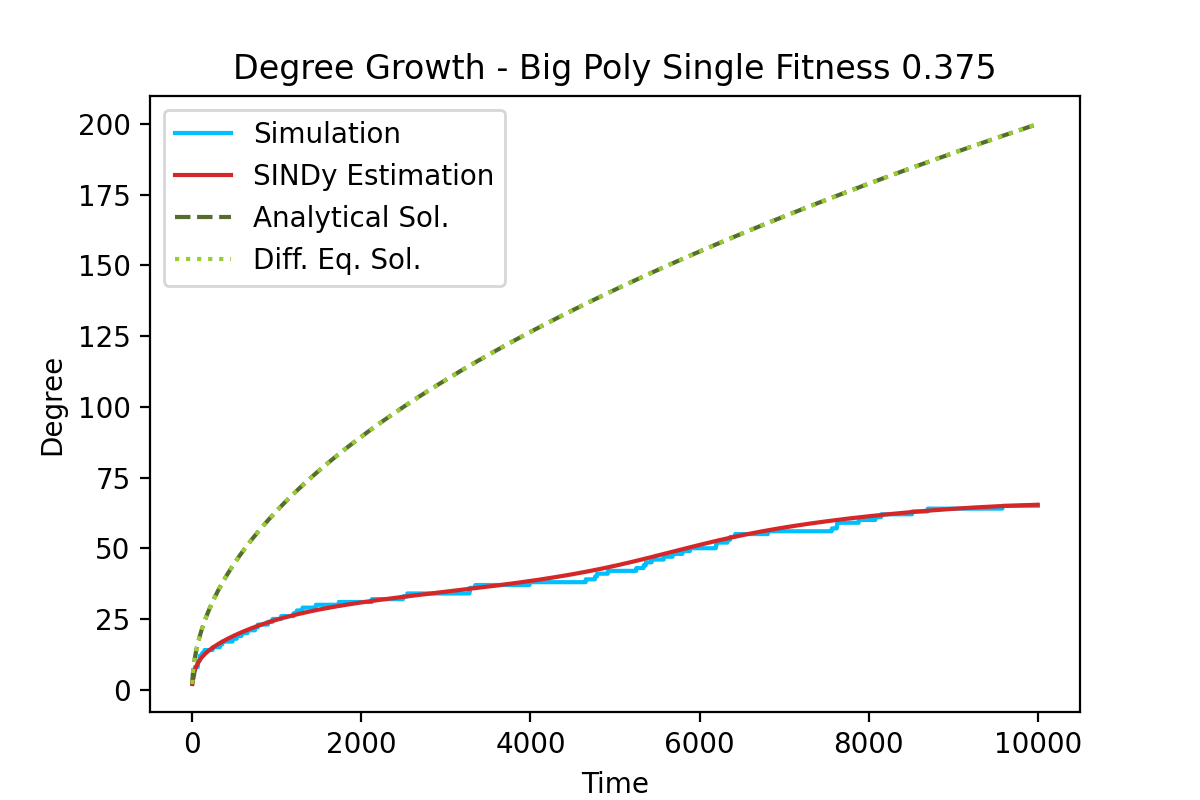 Degree Growth - Big Poly Single Fitness 0.375
Simulation
SINDy Estimation
Analytical Sol.
Diff. Eq. Sol.
200
175
150
125
100
75
50
25
0
Degree
0 2000 4000 6000 8000 10000
Time